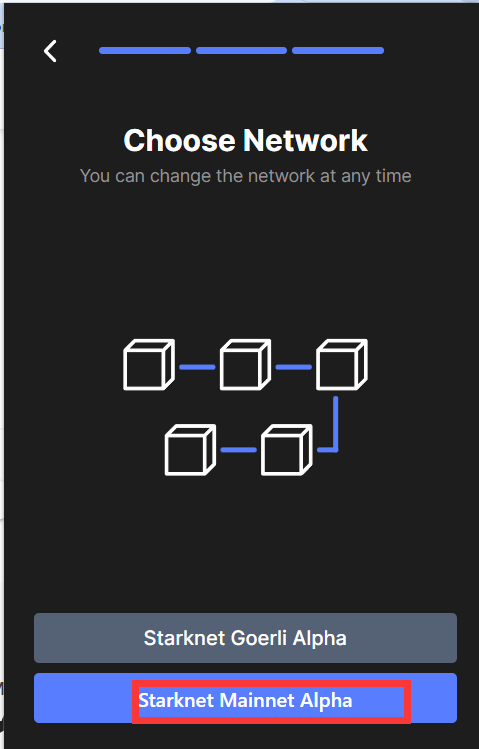 Choose Network
You can change the network at any time
Starknet Goerli Alpha
Starknet Mainnet Alpha